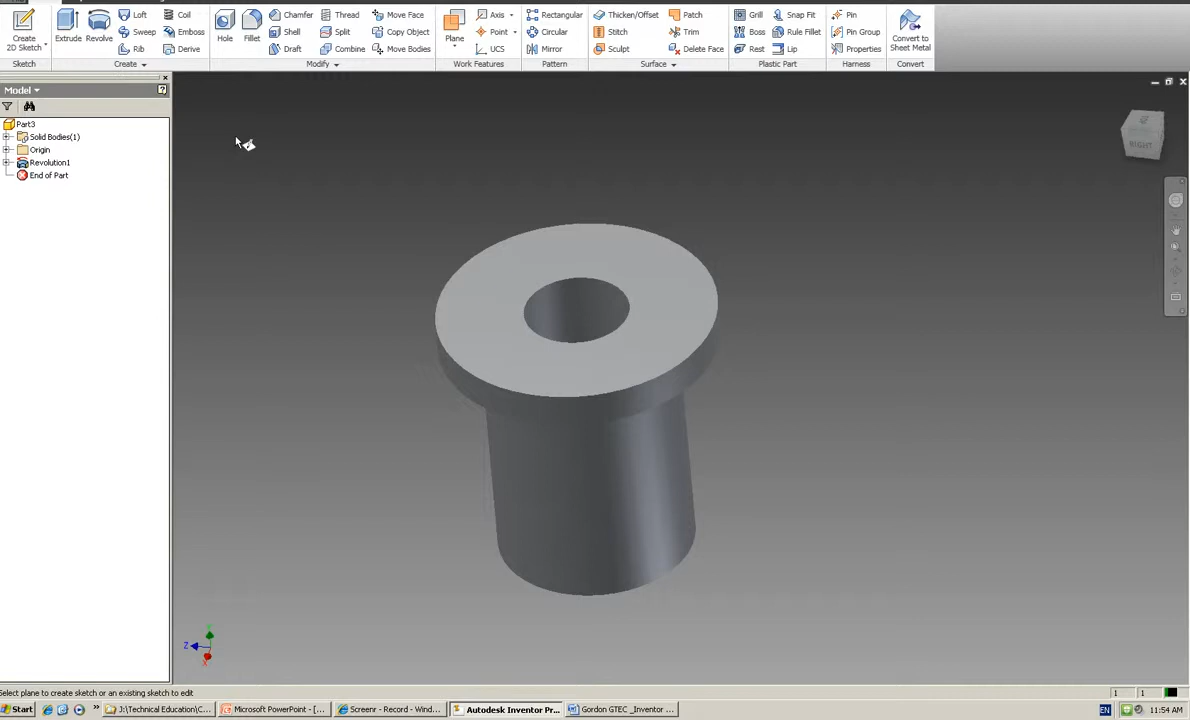 Loft Coil Chamfer Thread Move Face Axis Rectangular Thicken/Offset Patch Grill Snap Fit Pin
Create 2D Sketch Extrude Revolve Sweep Emboss Hole Fillet Shell Split Copy Object Plane Point Circular Stitch Trim Boss Rule Fillet Pin Group Convert to Sheet Metal
Rib Derive Draft Combine Move Bodies UCS Mirror Sculpt Delete Face Rest Lip Properties
Sketch Create Modify Work Features Pattern Surface Plastic Part Harness Convert
Model
Part3
Solid Bodies(1)
Origin
Revolution1
End of Part
RIGHT
Z
Select plane to create sketch or an existing sketch to edit
1 1
Start J:\Technical Education\C... Microsoft PowerPoint - [... Screenr - Record - Wind... Autodesk Inventor Pr... Gordon GTEC _Inventor ... EN 11:54 AM